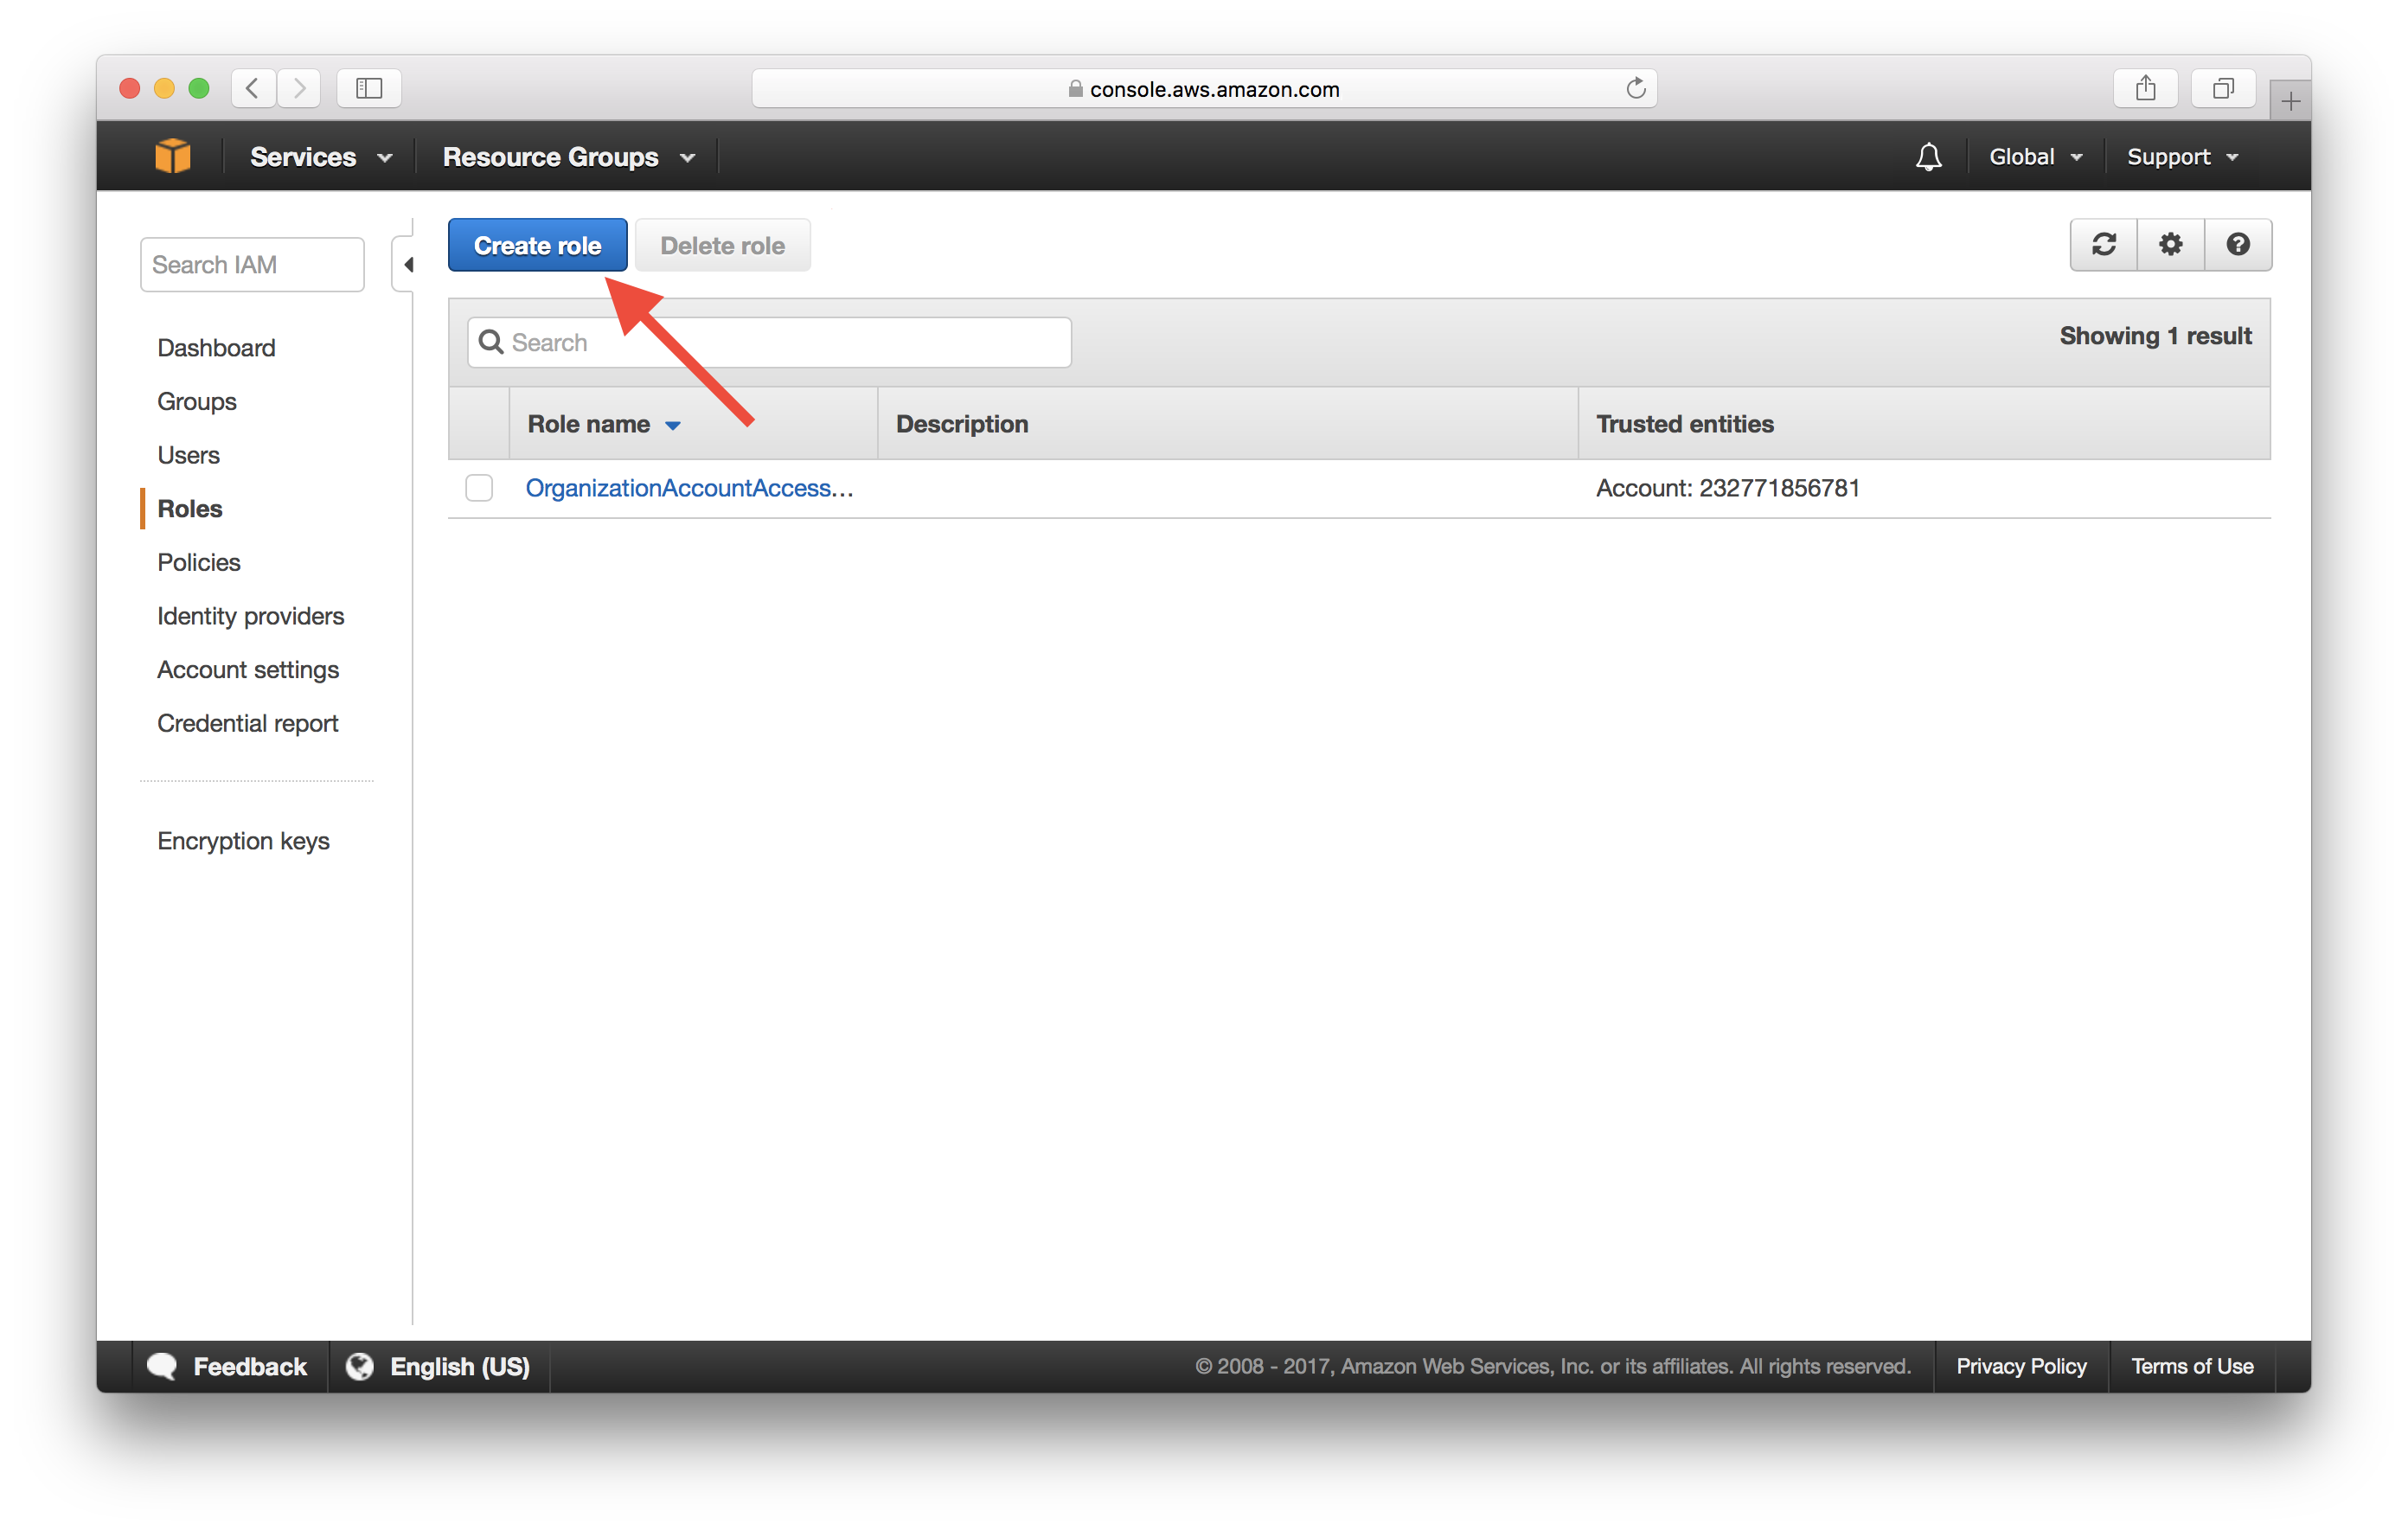 console.aws.amazon.com
Services
Resource Groups
Global
Support
Search IAM
Dashboard
Groups
Users
Roles
Policies
Identity providers
Account settings
Credential report
Encryption keys
Create role
Delete role
Search
Showing 1 result
Role name
Description
Trusted entities
OrganizationAccountAccess...
Account: 232771856781
Feedback
English (US)
© 2008 - 2017, Amazon Web Services, Inc. or its affiliates. All rights reserved.
Privacy Policy
Terms of Use